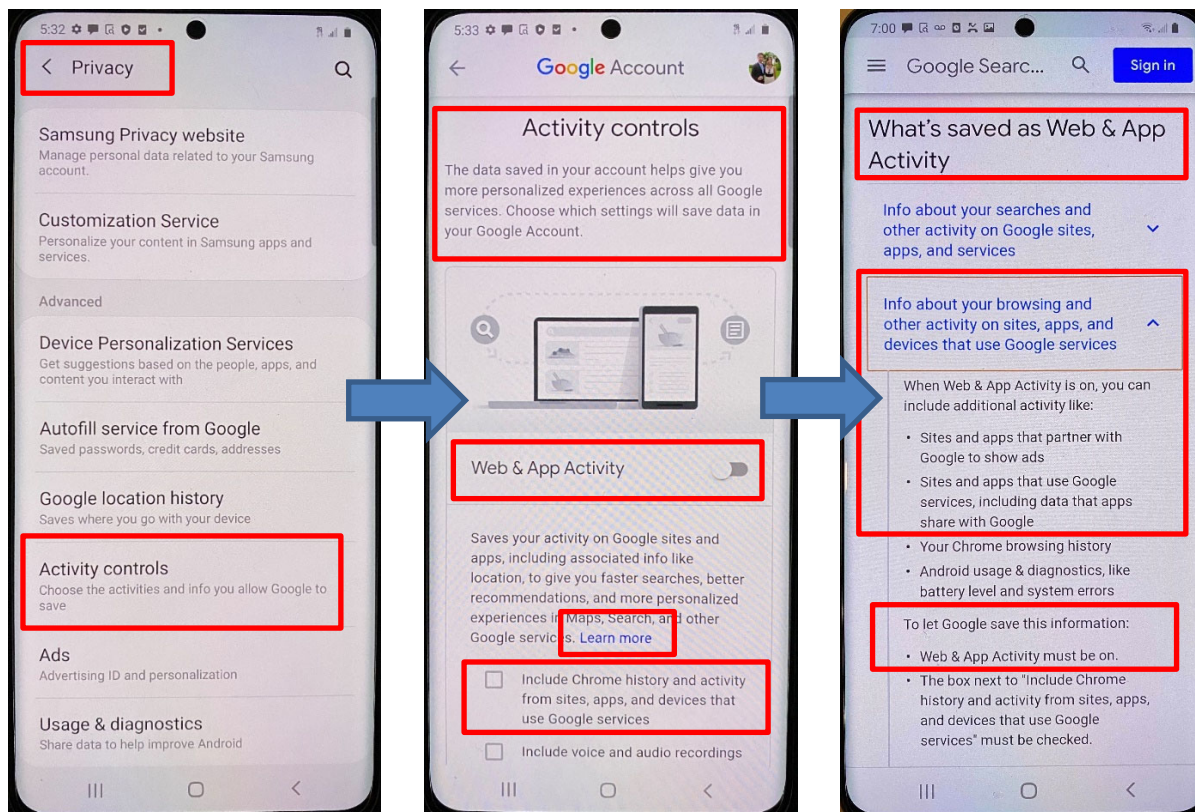 5:32
Privacy
Samsung Privacy website
Manage personal data related to your Samsung
account.
Customization Service
Personalize your content in Samsung apps and
services.
Advanced
Device Personalization Services
Get suggestions based on the people, apps, and
content you interact with
Autofill service from Google
Saved passwords, credit cards, addresses
Google location history
Saves where you go with your device
Activity controls
Choose the activities and info you allow Google to
save
Ads
Advertising ID and personalization
Usage & diagnostics
Share data to help improve Android
5:33
Google Account
Activity controls
The data saved in your account helps give you
more personalized experiences across all Google
services. Choose which settings will save data in
your Google Account.
Web & App Activity
Saves your activity on Google sites and
apps, including associated info like
location, to give you faster searches, better
recommendations, and more personalized
experiences in Maps, Search, and other
Google services. Learn more
Include Chrome history and activity
from sites, apps, and devices that
use Google services
Include voice and audio recordings
7:00
Google Searc... Sign in
What's saved as Web & App
Activity
Info about your searches and
other activity on Google sites,
apps, and services
Info about your browsing and
other activity on sites, apps, and
devices that use Google services
When Web & App Activity is on, you can
include additional activity like:
• Sites and apps that partner with
Google to show ads
• Sites and apps that use Google
services, including data that apps
share with Google
• Your Chrome browsing history
• Android usage & diagnostics, like
battery level and system errors
To let Google save this information:
• Web & App Activity must be on.
• The box next to "Include Chrome
history and activity from sites, apps,
and devices that use Google
services" must be checked.